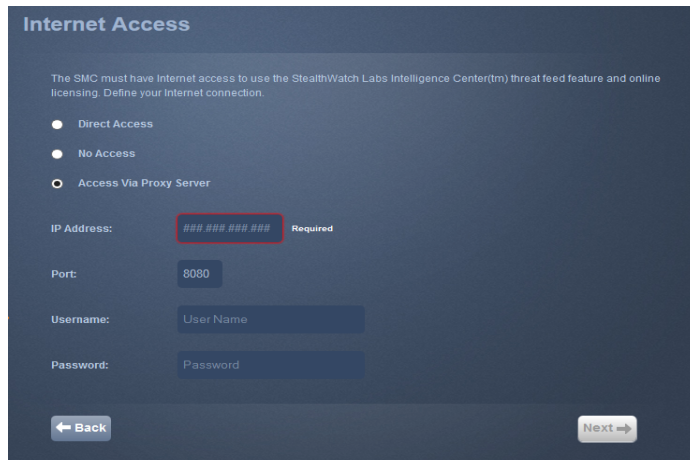 Internet Access
The SMC must have Internet access to use the StealthWatch Labs Intelligence Center(tm) threat feed feature and online
licensing. Define your Internet connection.
Direct Access
No Access
Access Via Proxy Server
IP Address: ###.###.###.### Required
Port: 8080
Username: User Name
Password: Password
Back Next